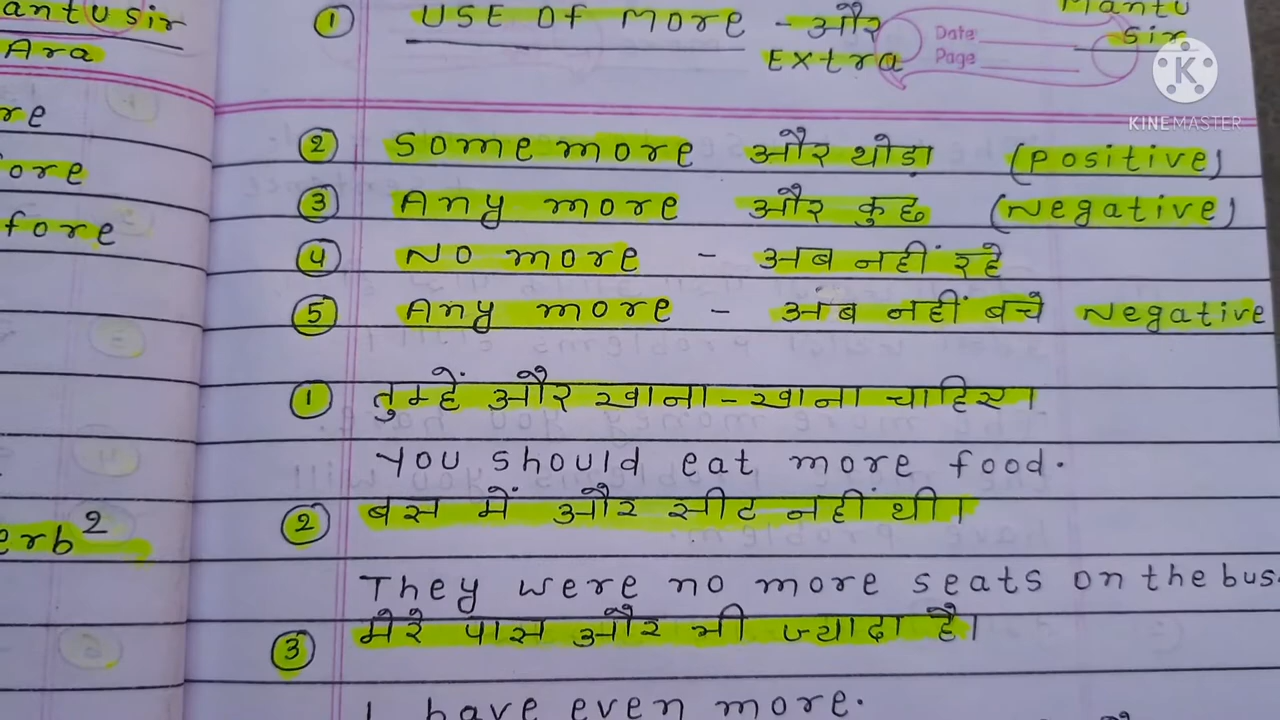 antu sir
Ara
re
ore
fore
erb²
① USE OF MORE - और
Extra
Date
Page
Mantu
sir
KINEMASTER
② Some more और थोड़ा (positive)
③ Any more और कुछ (Negative)
④ No more - अब नहीं रहे
⑤ Any more - अब नहीं बचे Negative
① तुम्हें और खाना-खाना चाहिए।
You should eat more food.
② बस में और सीट नहीं थी।
They were no more seats on the bus.
③ मेरे पास और भी ज्यादा है।
I have even more.